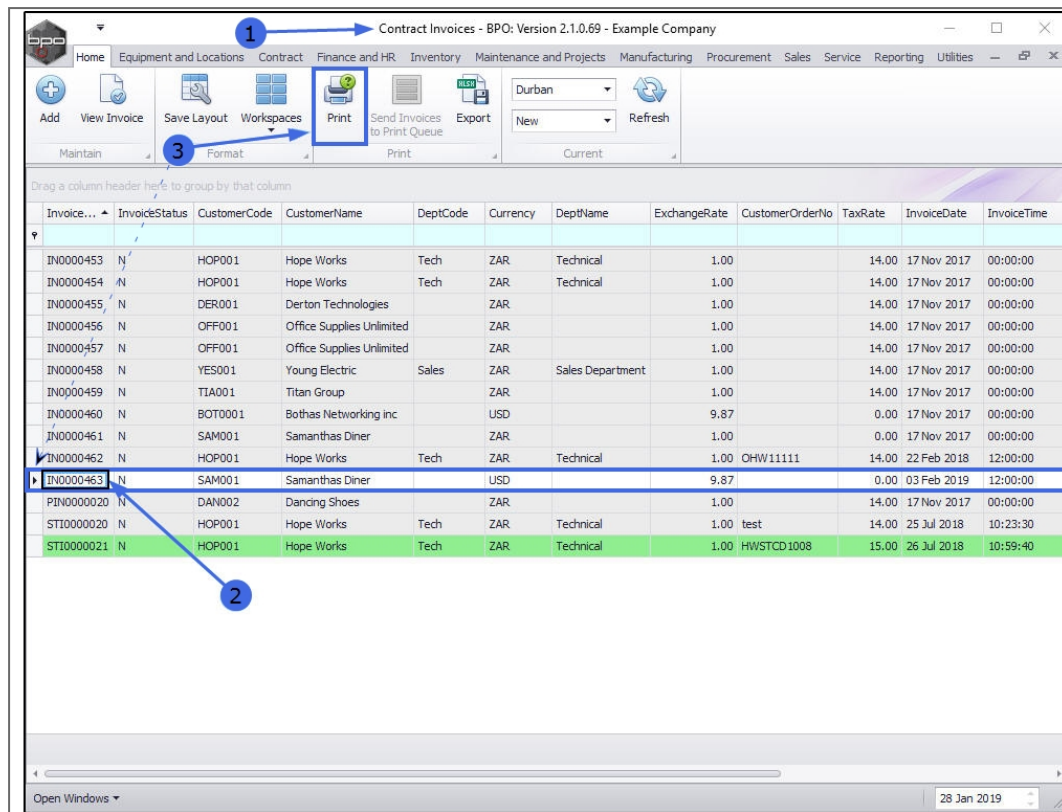 1
Contract Invoices - BPO: Version 2.1.0.69 - Example Company
bpo
Home Equipment and Locations Contract Finance and HR Inventory Maintenance and Projects Manufacturing Procurement Sales Service Reporting Utilities
Add View Invoice Save Layout Workspaces Print Send Invoices to Print Queue Export XLSX Durban New Refresh
3
Maintain Format Print Current
Drag a column header here to group by that column
Invoice... InvoiceStatus CustomerCode CustomerName DeptCode Currency DeptName ExchangeRate CustomerOrderNo TaxRate InvoiceDate InvoiceTime
IN0000453 N HOP001 Hope Works Tech ZAR Technical 1.00 14.00 17 Nov 2017 00:00:00
IN0000454 N HOP001 Hope Works Tech ZAR Technical 1.00 14.00 17 Nov 2017 00:00:00
IN0000455 N DER001 Derton Technologies ZAR 1.00 14.00 17 Nov 2017 00:00:00
IN0000456 N OFF001 Office Supplies Unlimited ZAR 1.00 14.00 17 Nov 2017 00:00:00
IN0000457 N OFF001 Office Supplies Unlimited ZAR 1.00 14.00 17 Nov 2017 00:00:00
IN0000458 N YES001 Young Electric Sales ZAR Sales Department 1.00 14.00 17 Nov 2017 00:00:00
IN0000459 N TIA001 Titan Group ZAR 1.00 14.00 17 Nov 2017 00:00:00
IN0000460 N BOT0001 Bothas Networking inc USD 9.87 0.00 17 Nov 2017 00:00:00
IN0000461 N SAM001 Samanthas Diner ZAR 1.00 0.00 17 Nov 2017 00:00:00
IN0000462 N HOP001 Hope Works Tech ZAR Technical 1.00 OHW11111 14.00 22 Feb 2018 12:00:00
IN0000463 N SAM001 Samanthas Diner USD 9.87 0.00 03 Feb 2019 12:00:00
PIN0000020 N DAN002 Dancing Shoes ZAR 1.00 14.00 17 Nov 2017 00:00:00
STI0000020 N HOP001 Hope Works Tech ZAR Technical 1.00 test 14.00 25 Jul 2018 10:23:30
STI0000021 N HOP001 Hope Works Tech ZAR Technical 1.00 HWSTCD1008 15.00 26 Jul 2018 10:59:40
2
Open Windows 28 Jan 2019